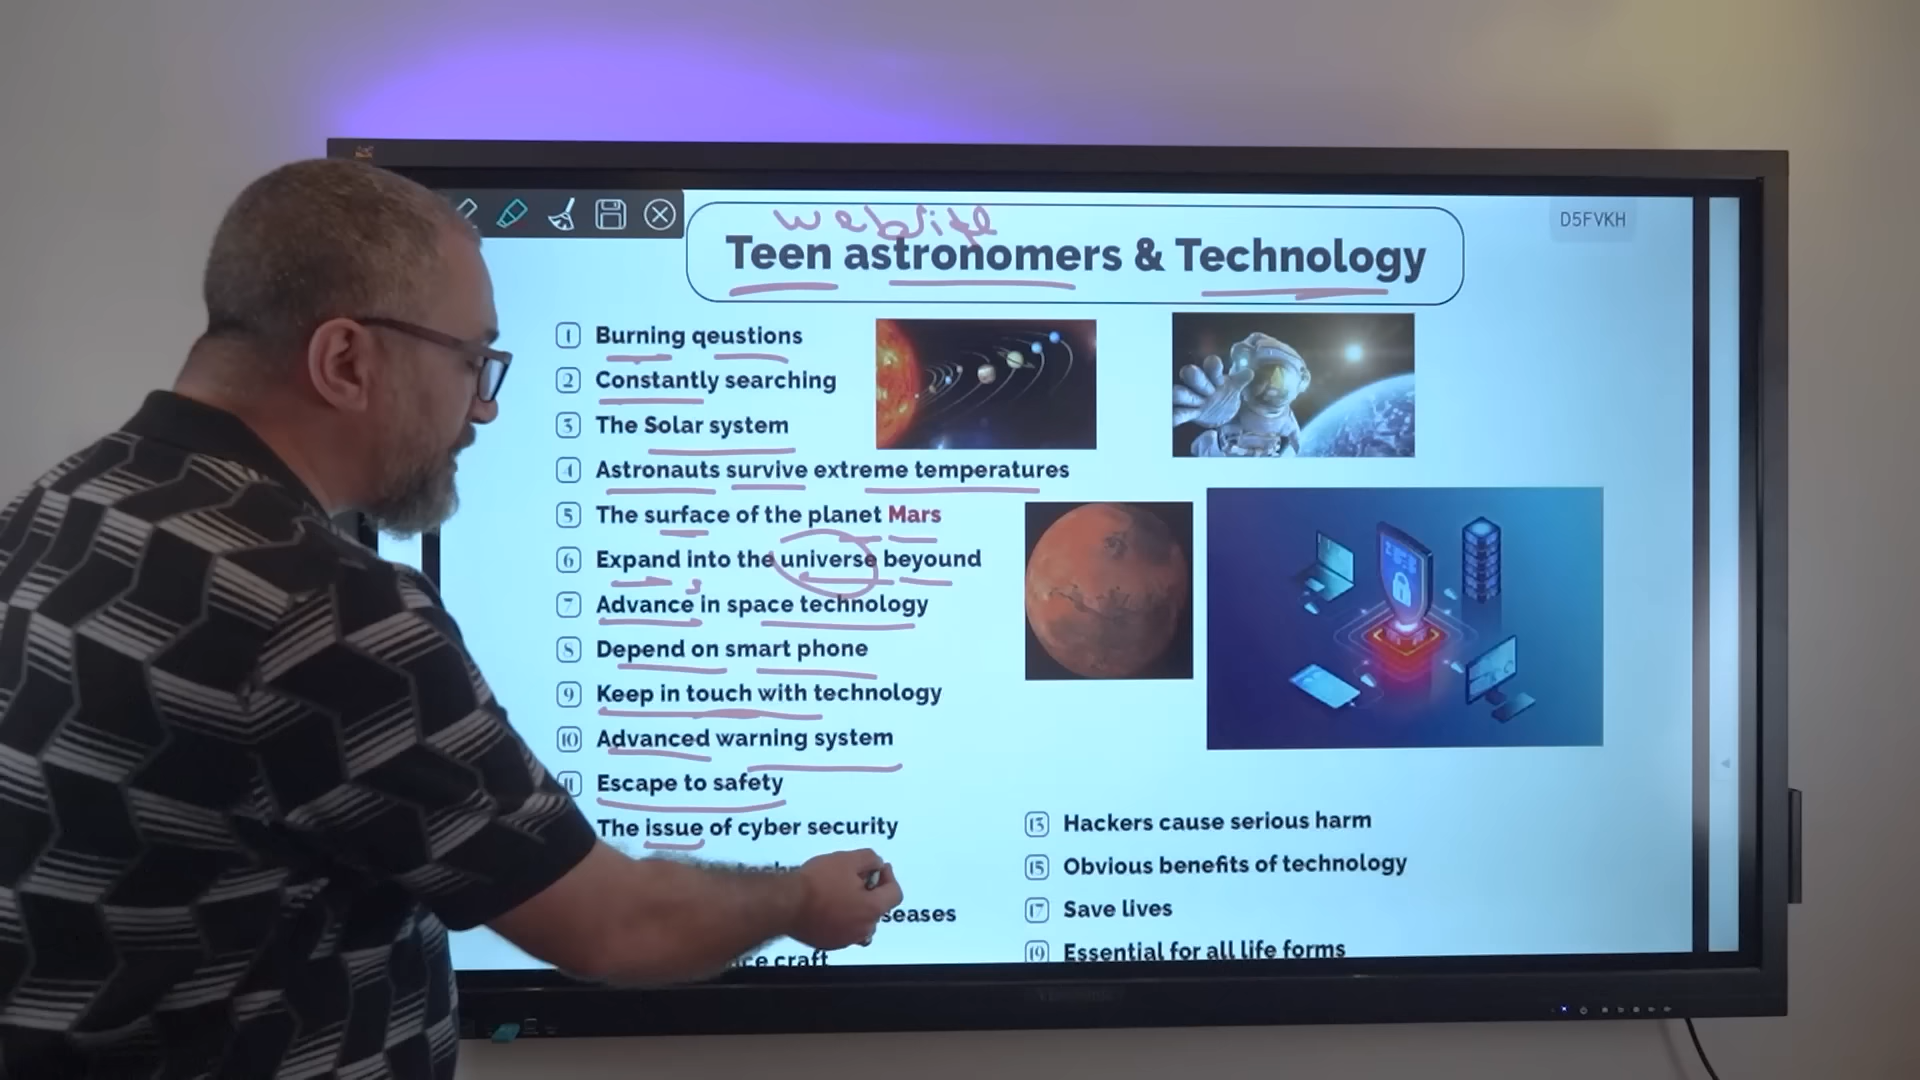 D5FVKH
website
Teen astronomers & Technology
1 Burning qeustions
2 Constantly searching
3 The Solar system
4 Astronauts survive extreme temperatures
5 The surface of the planet Mars
6 Expand into the universe beyound
7 Advance in space technology
8 Depend on smart phone
9 Keep in touch with technology
10 Advanced warning system
11 Escape to safety
The issue of cyber security
13 Hackers cause serious harm
15 Obvious benefits of technology
17 Save lives
craft
19 Essential for all life forms
ViewSonic